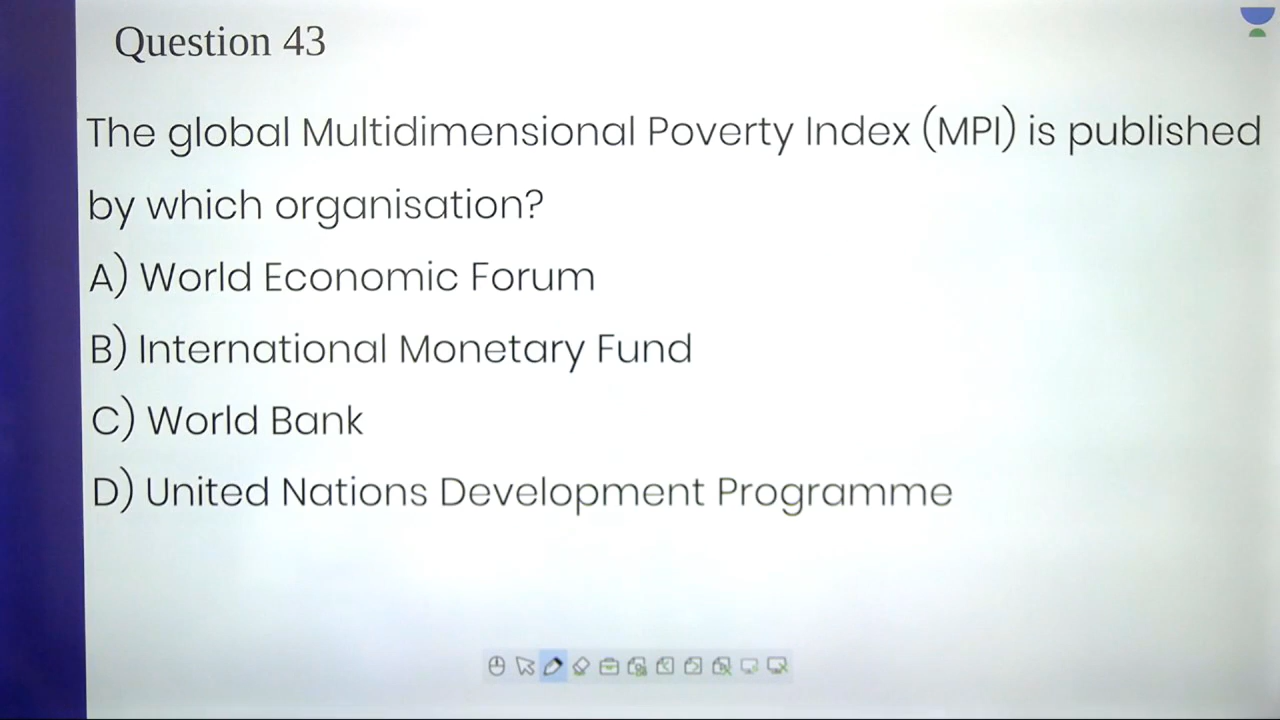 Question 43
The global Multidimensional Poverty Index (MPI) is published
by which organisation?
A) World Economic Forum
B) International Monetary Fund
C) World Bank
D) United Nations Development Programme